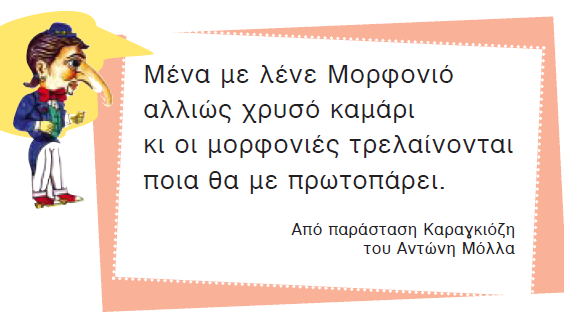 Μένα με λένε Μορφονιό
αλλιώς χρυσό καμάρι
κι οι μορφονιές τρελαίνονται
ποια θα με πρωτοπάρει.
Από παράσταση Καραγκιόζη
του Αντώνη Μόλλα